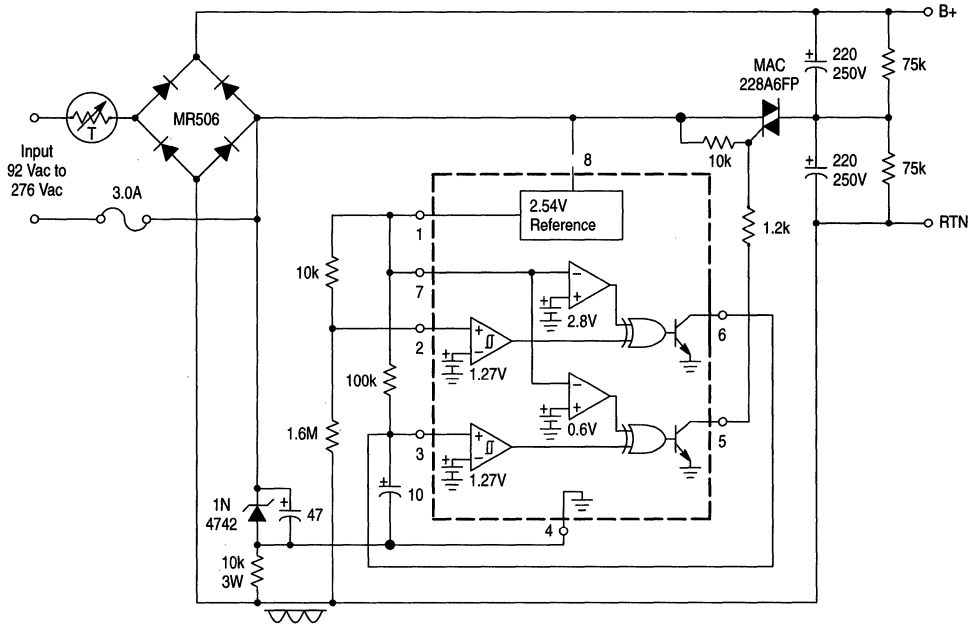 B+
220
250V
75k
MAC
228A6FP
MR506
T
Input
92 Vac to
276 Vac
3.0A
10k
8
2.54V
Reference
1
220
250V
75k
RTN
1.2k
10k
7
–
+
+
2.8V
6
2
+
–
+
1.27V
100k
–
+
+
0.6V
5
1.6M
3
+
–
+
1.27V
+
10
1N
4742
+
47
4
10k
3W